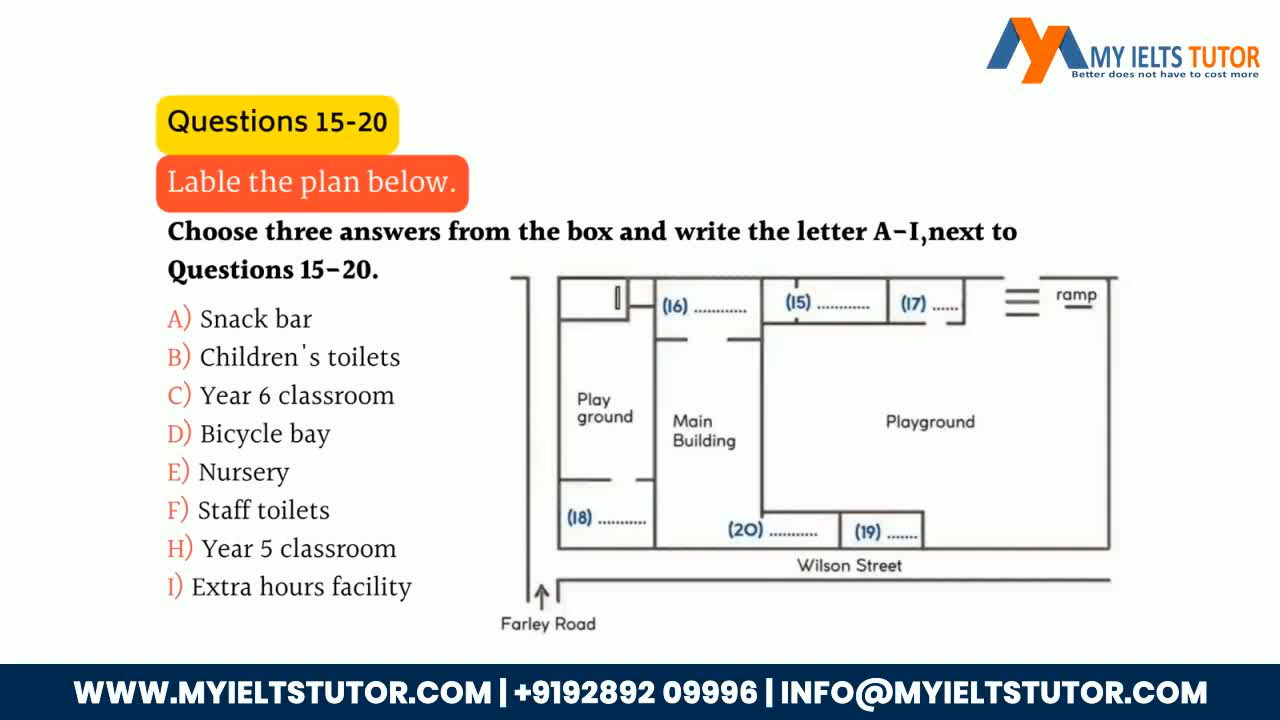 MY IELTS TUTOR
Better does not have to cost more
Questions 15-20
Lable the plan below.
Choose three answers from the box and write the letter A-I,next to
Questions 15-20.
A) Snack bar
B) Children's toilets
C) Year 6 classroom
D) Bicycle bay
E) Nursery
F) Staff toilets
H) Year 5 classroom
I) Extra hours facility
(16) ............
(15) ............
(17) ......
ramp
Play
ground
Main
Building
Playground
(18) ...........
(20) ...........
(19) .......
Wilson Street
Farley Road
WWW.MYIELTSTUTOR.COM | +9192892 09996 | INFO@MYIELTSTUTOR.COM